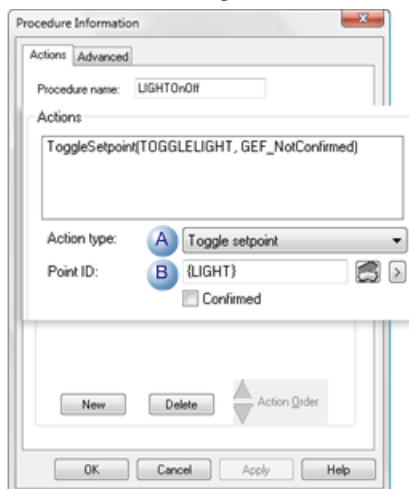 Procedure Information
Actions Advanced
Procedure name: LIGHTOnOff
Actions
ToggleSetpoint(TOGGLELIGHT, GEF_NotConfirmed)
Action type: A Toggle setpoint
Point ID: B {LIGHT} >
Confirmed
New Delete Action Order
OK Cancel Apply Help